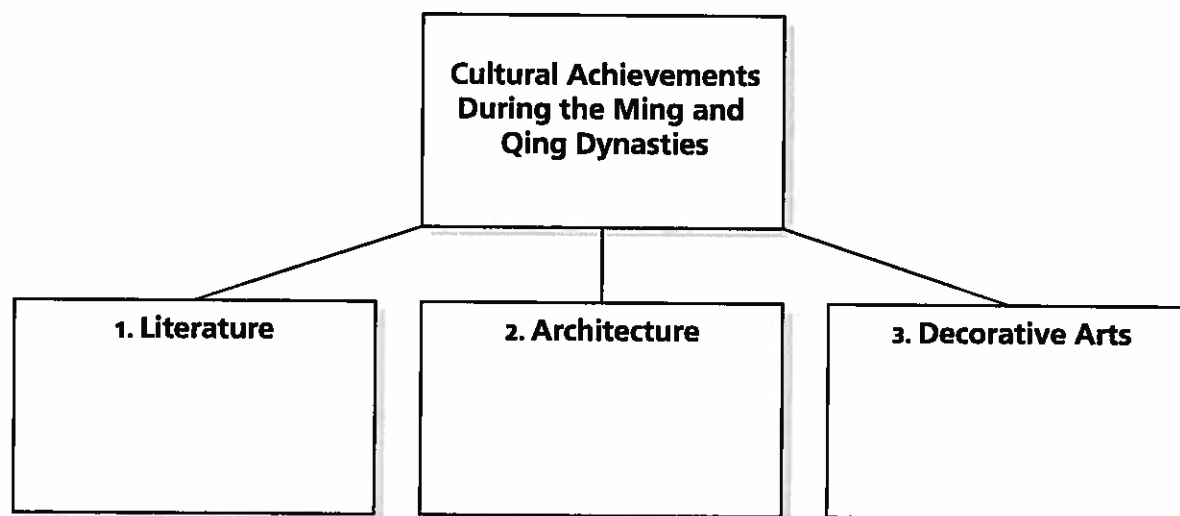 Cultural Achievements
During the Ming and
Qing Dynasties
1. Literature
2. Architecture
3. Decorative Arts